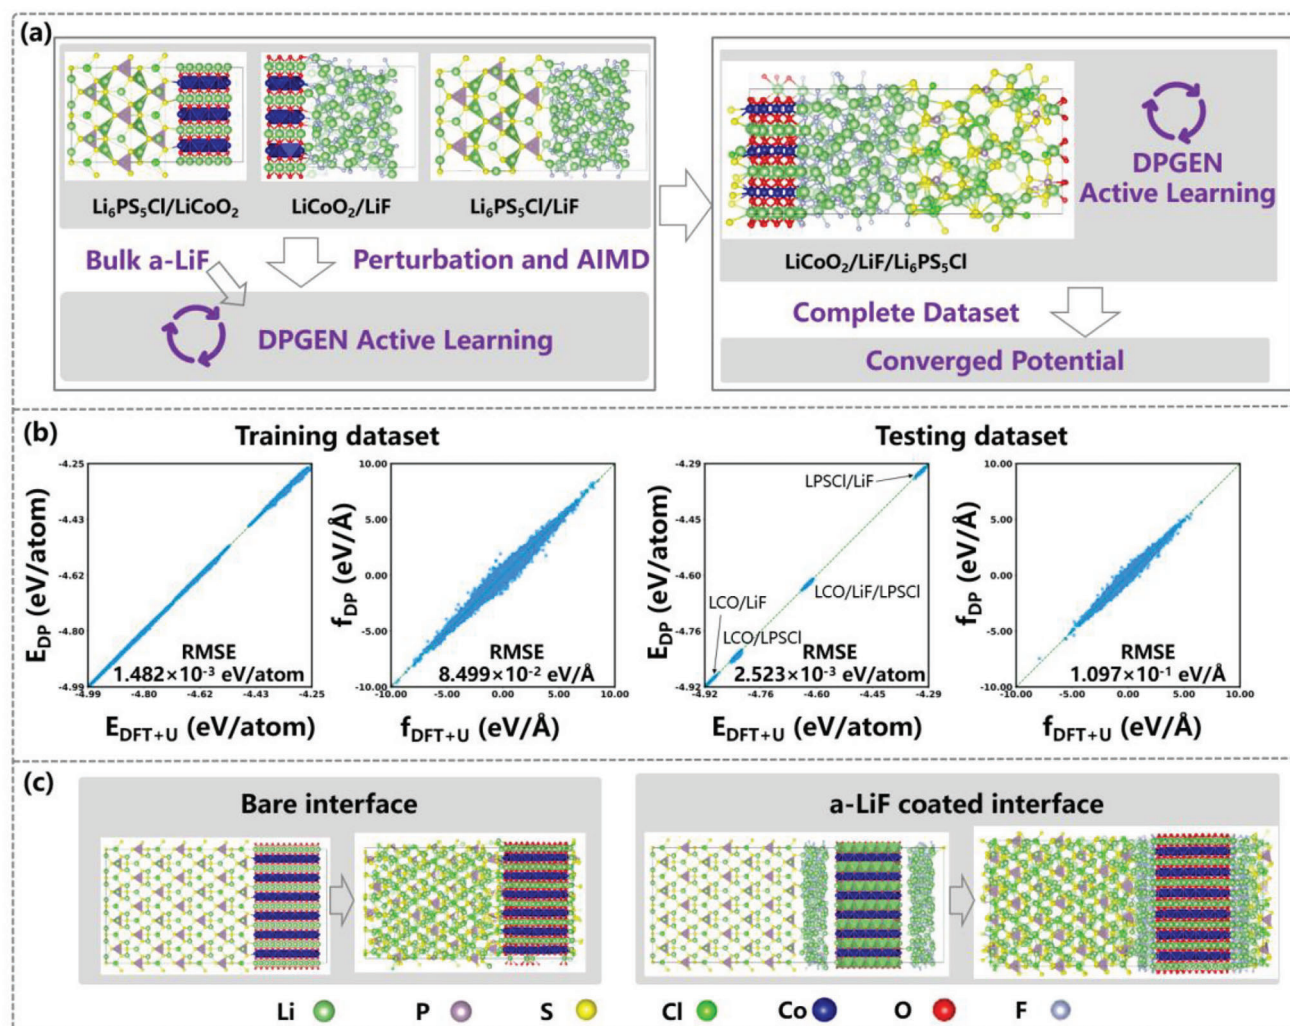 (a)
Li₆PS₅Cl/LiCoO₂
LiCoO₂/LiF
Li₆PS₅Cl/LiF
Bulk a-LiF
Perturbation and AIMD
DPGEN Active Learning
DPGEN
Active Learning
LiCoO₂/LiF/Li₆PS₅Cl
Complete Dataset
Converged Potential
(b)
Training dataset
E_DP (eV/atom)
-4.25
-4.43
-4.62
-4.80
-4.99
RMSE
1.482×10⁻³ eV/atom
-4.99 -4.80 -4.62 -4.43 -4.25
E_DFT+U (eV/atom)
f_DP (eV/Å)
10.00
5.00
0.00
-5.00
-10.00
RMSE
8.499×10⁻² eV/Å
-10.00 -5.00 0.00 5.00 10.00
f_DFT+U (eV/Å)
Testing dataset
E_DP (eV/atom)
-4.29
-4.45
-4.60
-4.76
-4.92
LPSCl/LiF
LCO/LiF/LPSCl
LCO/LiF
LCO/LPSCl
RMSE
2.523×10⁻³ eV/atom
-4.92 -4.76 -4.60 -4.45 -4.29
E_DFT+U (eV/atom)
f_DP (eV/Å)
10.00
5.00
0.00
-5.00
-10.00
RMSE
1.097×10⁻¹ eV/Å
-10.00 -5.00 0.00 5.00 10.00
f_DFT+U (eV/Å)
(c)
Bare interface
a-LiF coated interface
Li P S Cl Co O F